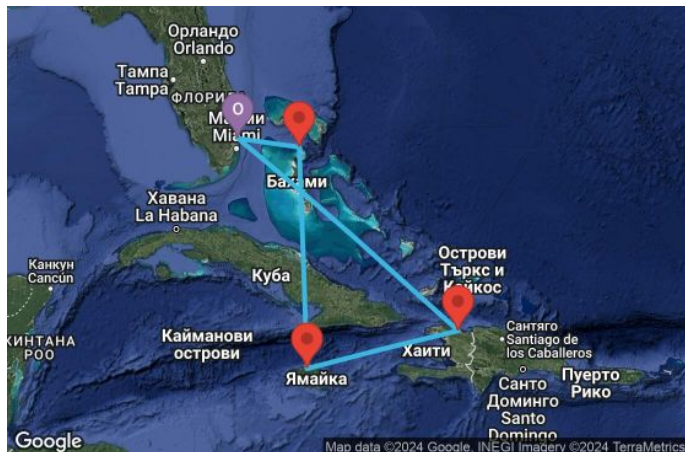 Орландо
Orlando
Тампа
Tampa
ФЛОРИДА
O
Miami
Бахами
Хавана
La Habana
Канкун
Cancún
Куба
Острови
Търкс и
Кайкос
КИНТАНА
РОО
Кайманови
острови
Ямайка
Хаити
Сантяго
Santiago de
los Caballeros
Санто
Доминго
Santo
Domingo
Пуерто
Рико
Google
Map data ©2024 Google, INEGI Imagery ©2024 TerraMetrics